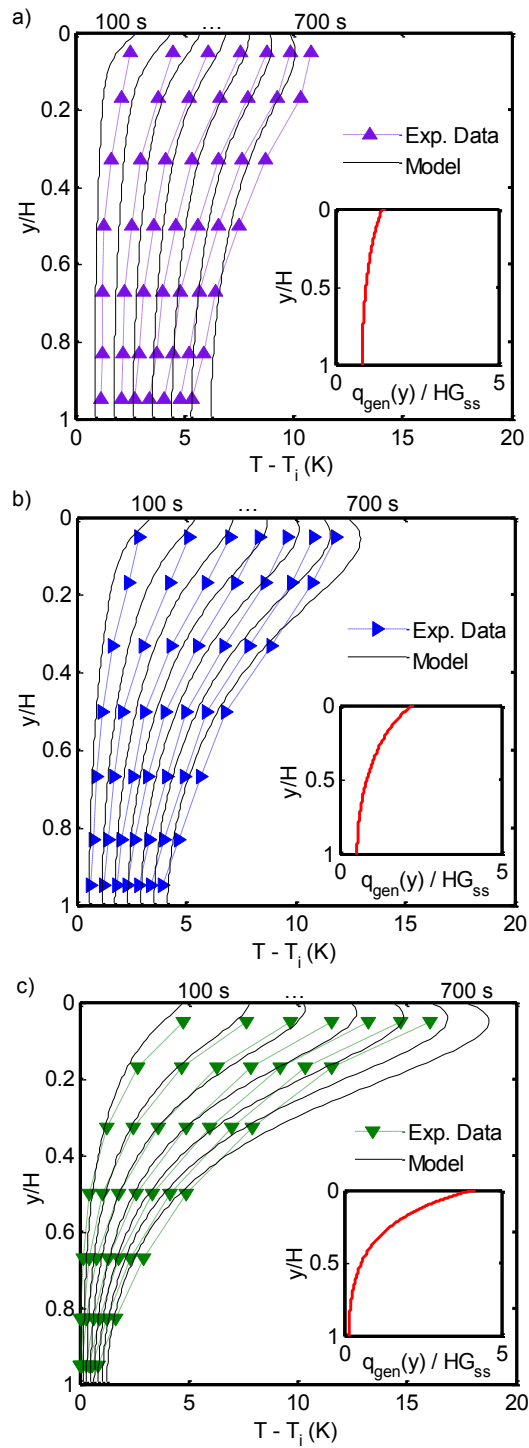 a)
100 s ... 700 s
0
0.2
0.4
0.6
0.8
1
y/H
Exp. Data
Model
0
0.5
1
y/H
0 5
q_gen(y) / HG_ss
0 5 10 15 20
T - T_i (K)
b)
100 s ... 700 s
0
0.2
0.4
0.6
0.8
1
y/H
Exp. Data
Model
0
0.5
1
y/H
0 5
q_gen(y) / HG_ss
0 5 10 15 20
T - T_i (K)
c)
100 s ... 700 s
0
0.2
0.4
0.6
0.8
1
y/H
Exp. Data
Model
0
0.5
1
y/H
0 5
q_gen(y) / HG_ss
0 5 10 15 20
T - T_i (K)